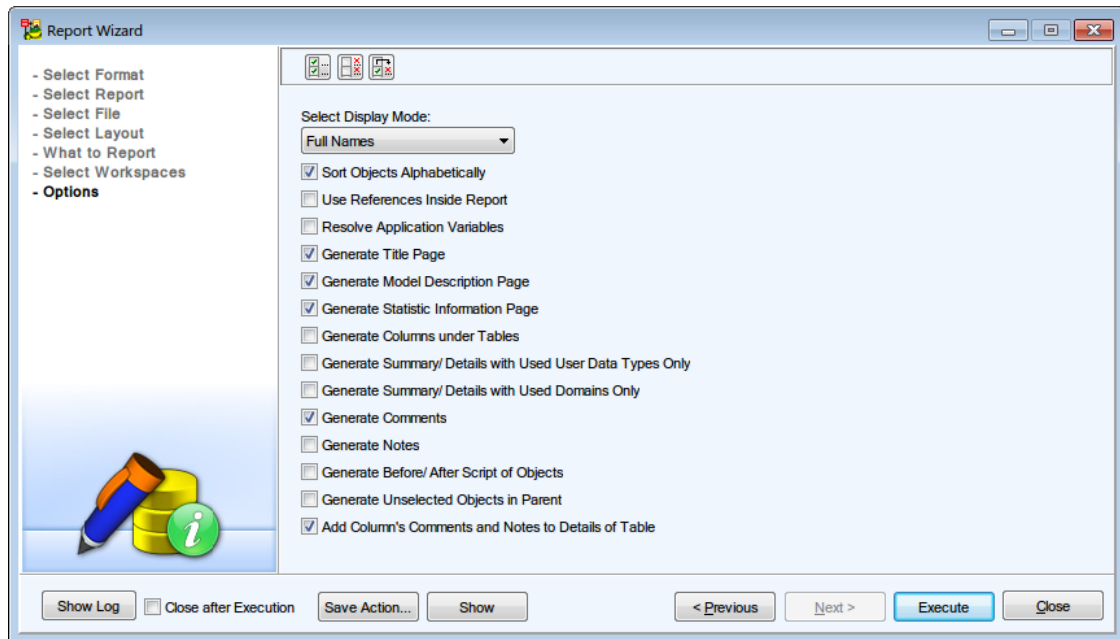 Report Wizard
- Select Format
- Select Report
- Select File
- Select Layout
- What to Report
- Select Workspaces
- Options
Select Display Mode:
Full Names
Sort Objects Alphabetically
Use References Inside Report
Resolve Application Variables
Generate Title Page
Generate Model Description Page
Generate Statistic Information Page
Generate Columns under Tables
Generate Summary/ Details with Used User Data Types Only
Generate Summary/ Details with Used Domains Only
Generate Comments
Generate Notes
Generate Before/ After Script of Objects
Generate Unselected Objects in Parent
Add Column's Comments and Notes to Details of Table
Show Log Close after Execution Save Action... Show < Previous Next > Execute Close